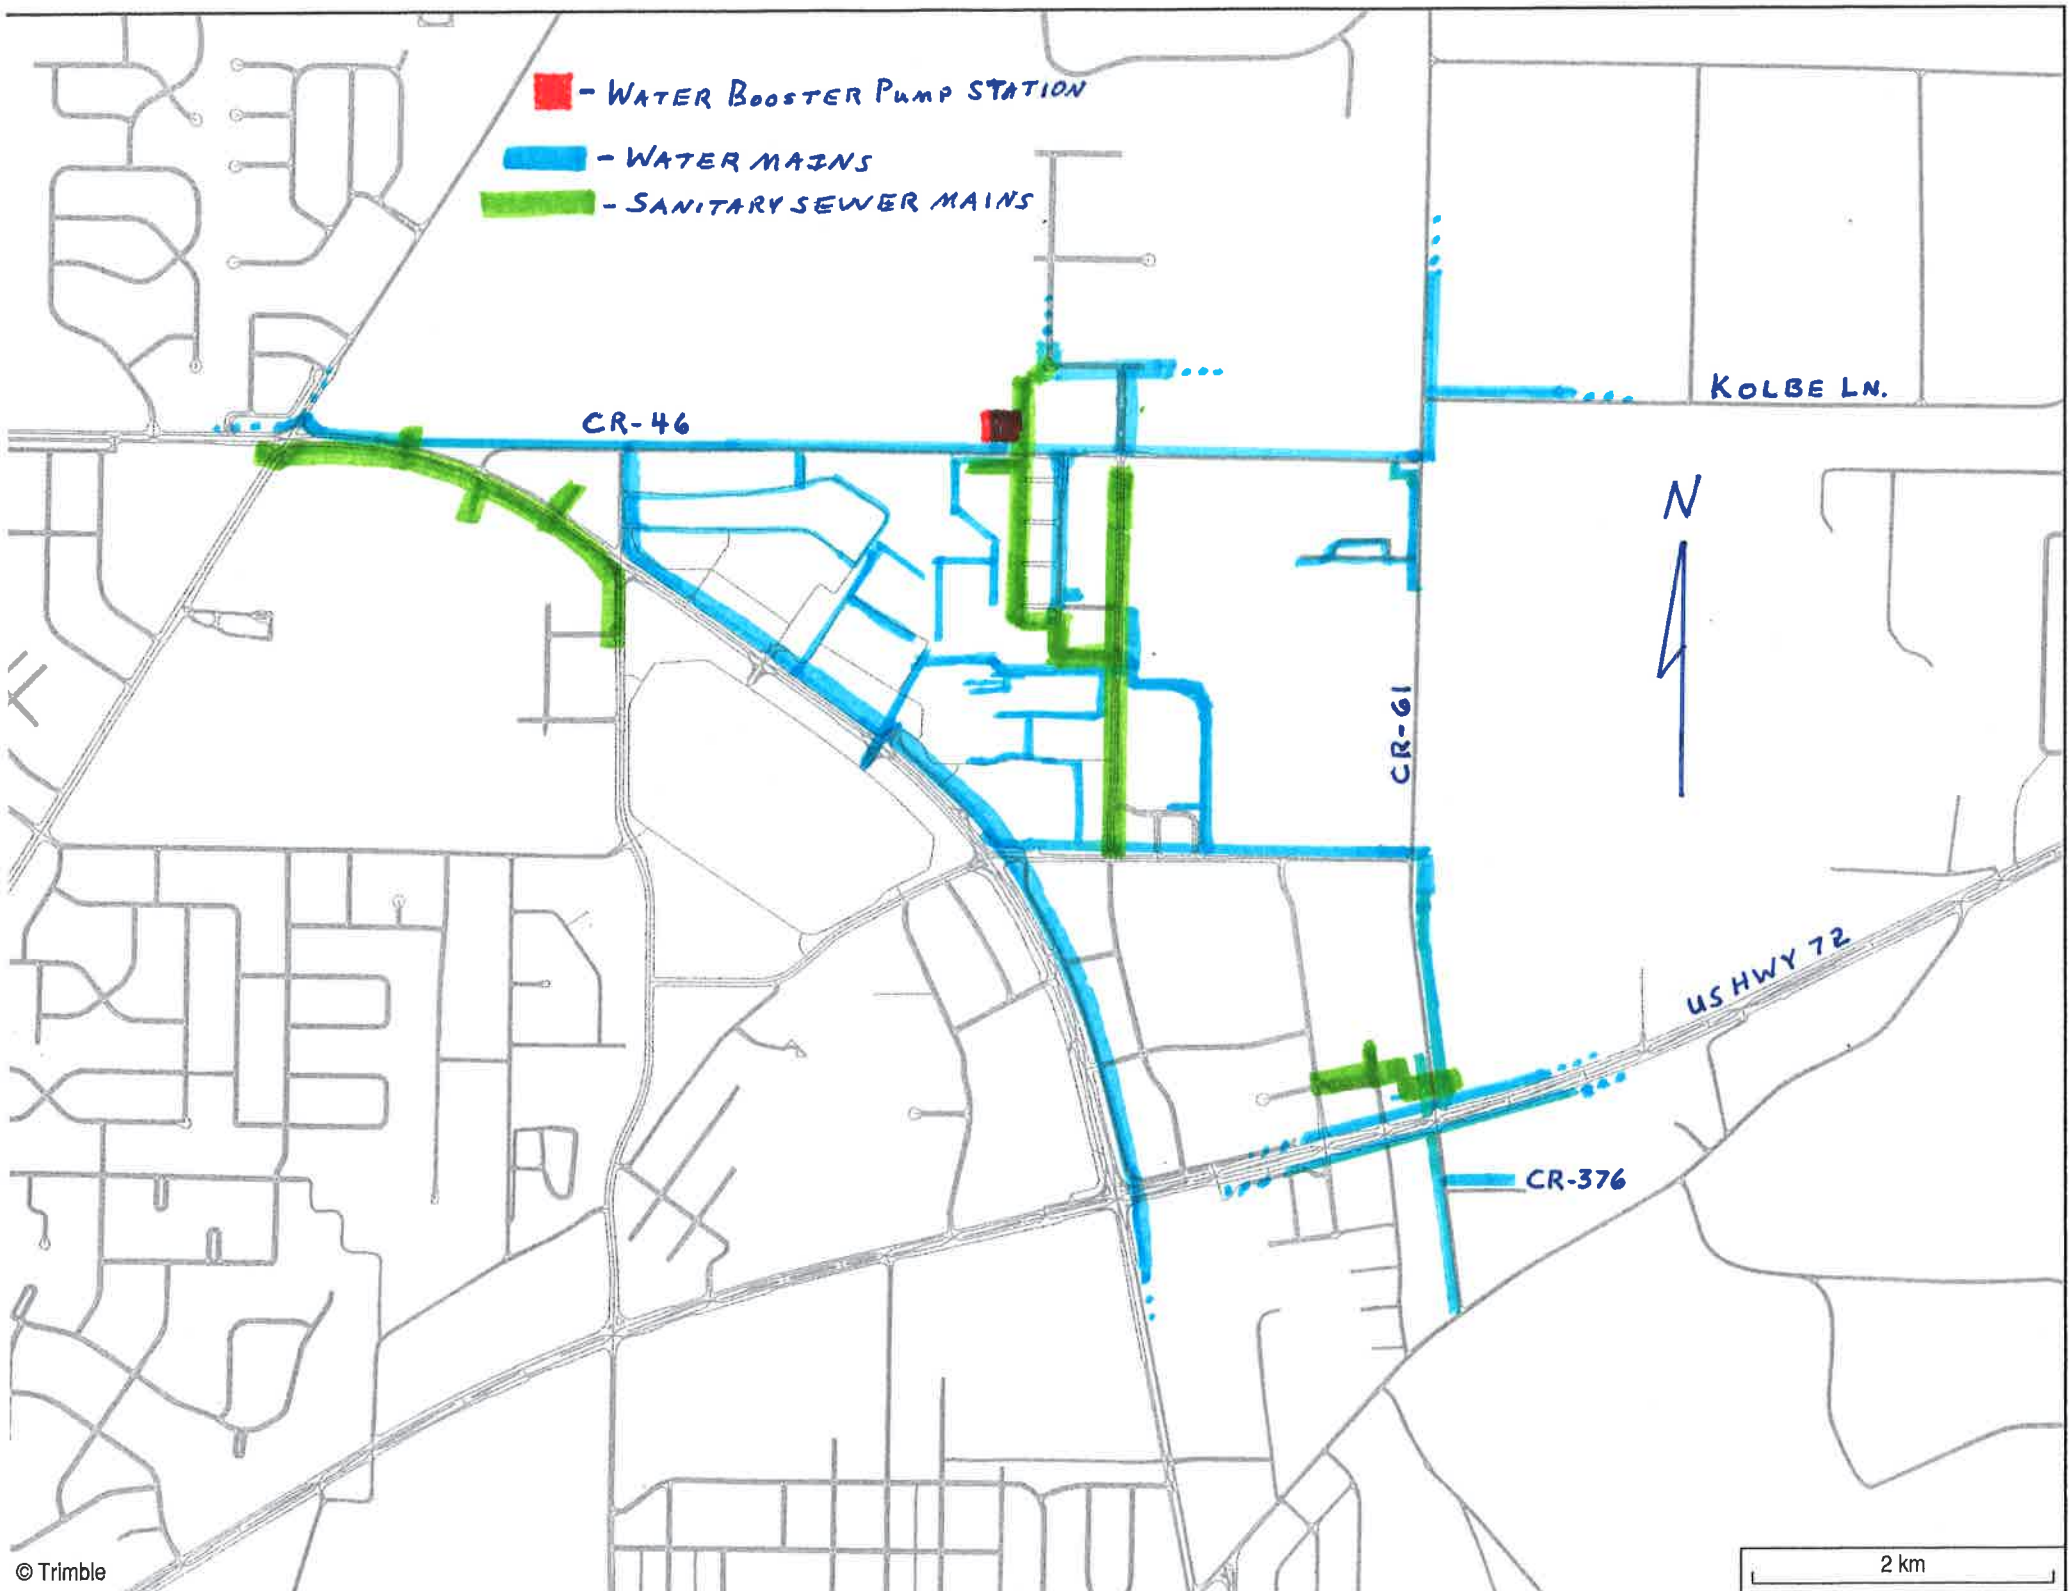 - WATER BOOSTER PUMP STATION
- WATER MAINS
- SANITARY SEWER MAINS
CR-46
KOLBE LN.
N
CR-61
US HWY 72
CR-376
© Trimble
2 km